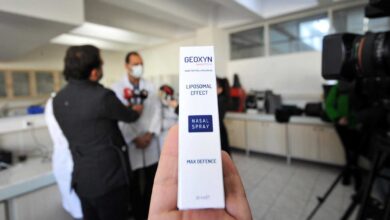 GEOXYN
LIPOSOMAL
EFFECT
NASAL
SPRAY
MAX DEFENCE